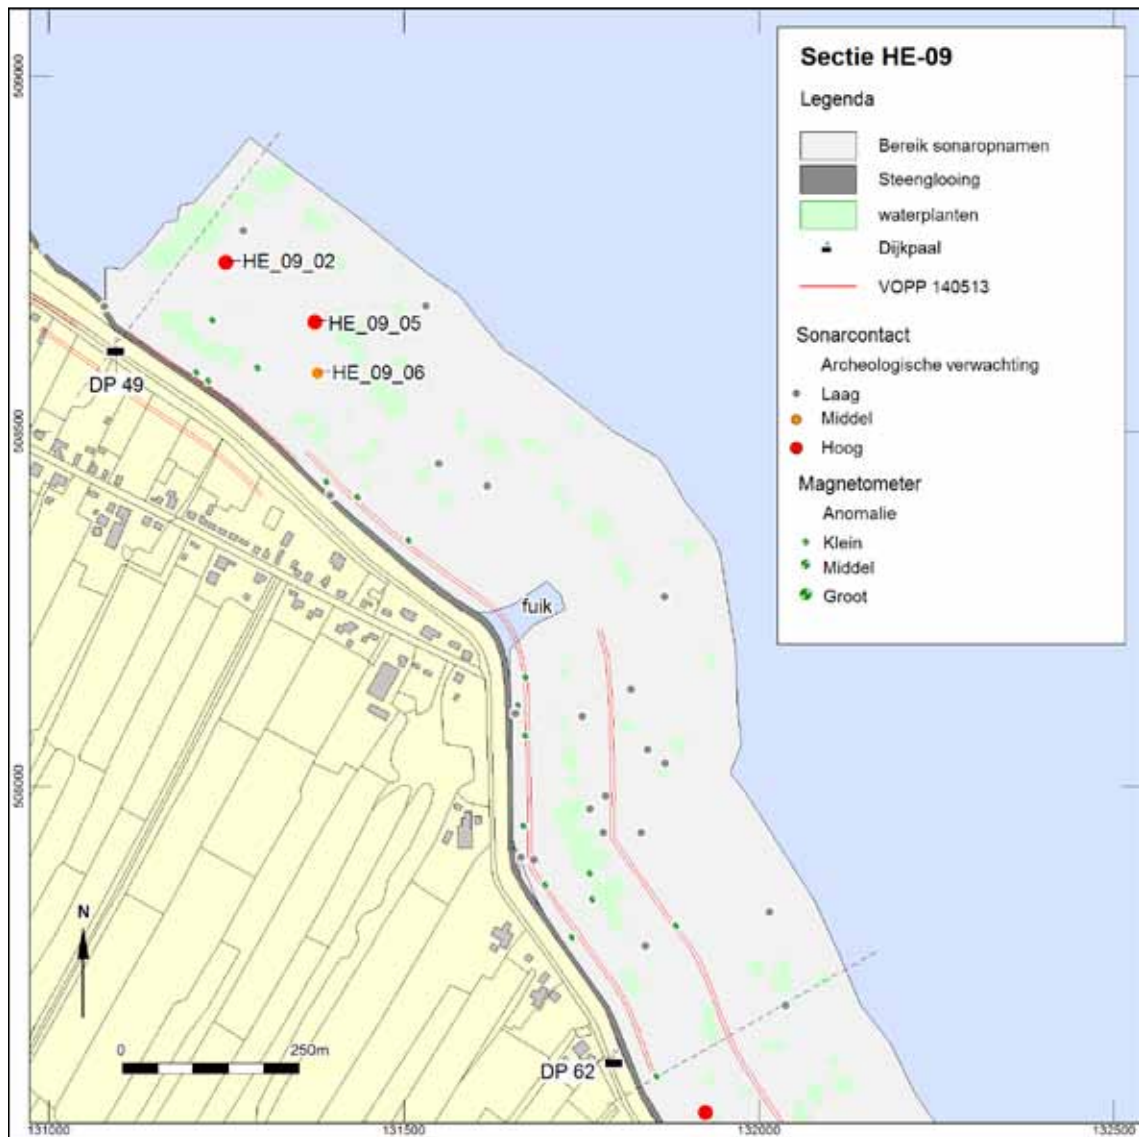 Sectie HE-09
Legenda
Bereik sonaropnamen
Steenglooing
waterplanten
Dijkpaal
VOPP 140513
Sonarcontact
Archeologische verwachting
Laag
Middel
Hoog
Magnetometer
Anomalie
Klein
Middel
Groot
509000
HE_09_02
HE_09_05
HE_09_06
DP 49
508500
fuik
508000
N
0 250m
DP 62
131000 131500 132000 132500